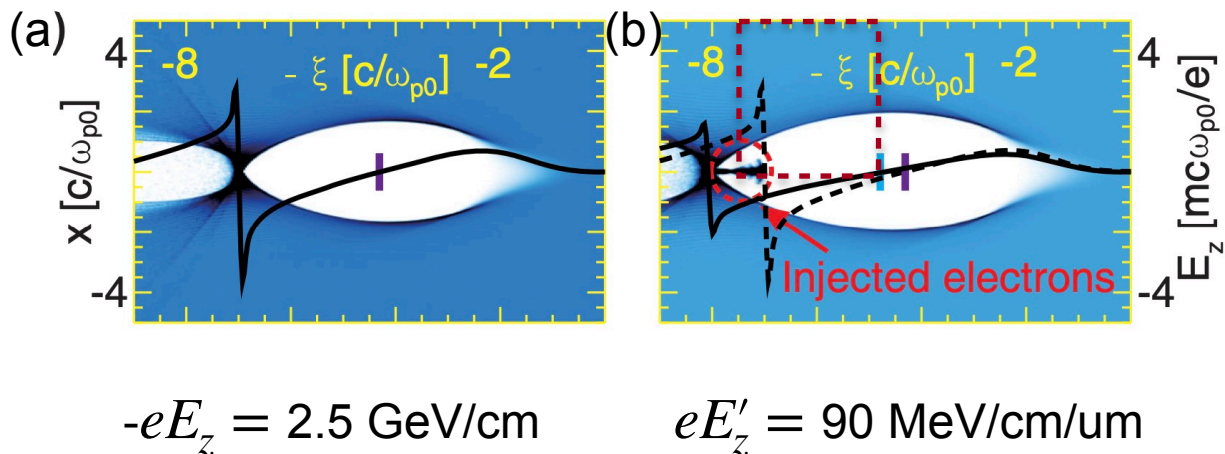 (a)
4
-8
-2
- ξ [c/ω_p0]
x [c/ω_p0]
-4
(b)
-8
-2
4
- ξ [c/ω_p0]
E_z [mcω_p0/e]
Injected electrons
-4
-eE_z = 2.5 GeV/cm
eE′_z = 90 MeV/cm/um